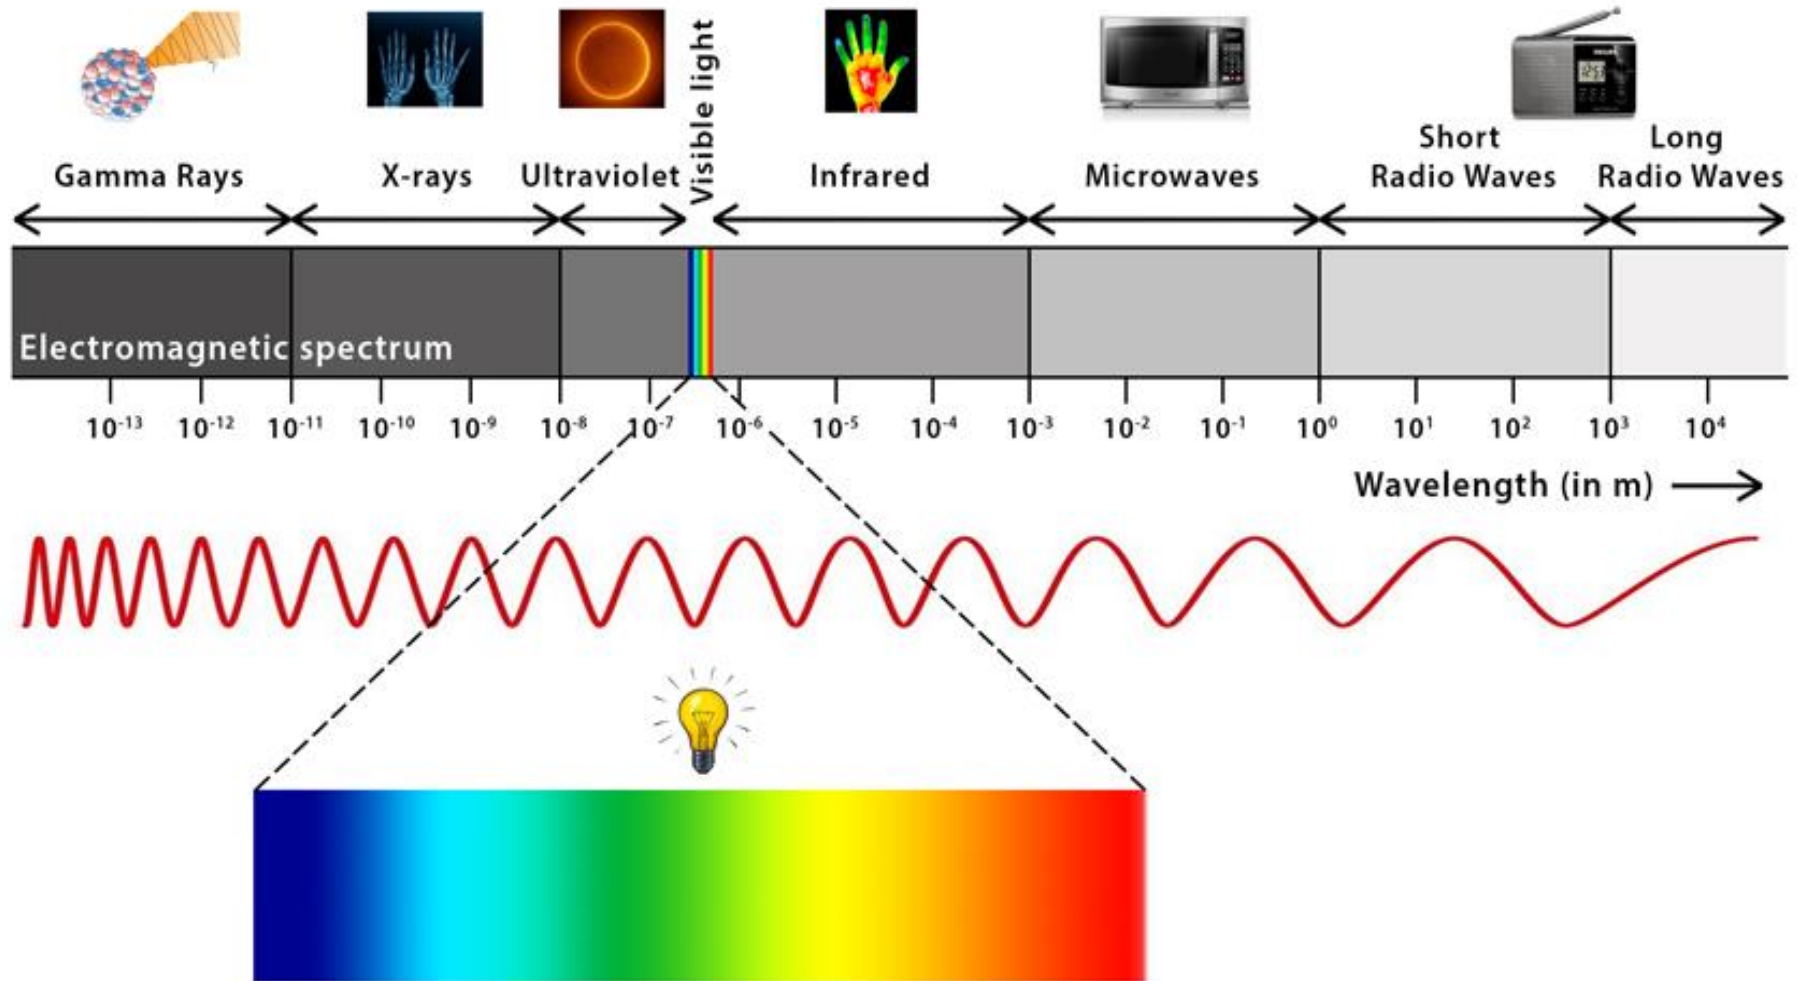 Visible light
Short
Long
Gamma Rays
X-rays
Ultraviolet
Infrared
Microwaves
Radio Waves
Radio Waves
Electromagnetic spectrum
10⁻¹³ 10⁻¹² 10⁻¹¹ 10⁻¹⁰ 10⁻⁹ 10⁻⁸ 10⁻⁷ 10⁻⁶ 10⁻⁵ 10⁻⁴ 10⁻³ 10⁻² 10⁻¹ 10⁰ 10¹ 10² 10³ 10⁴
Wavelength (in m)